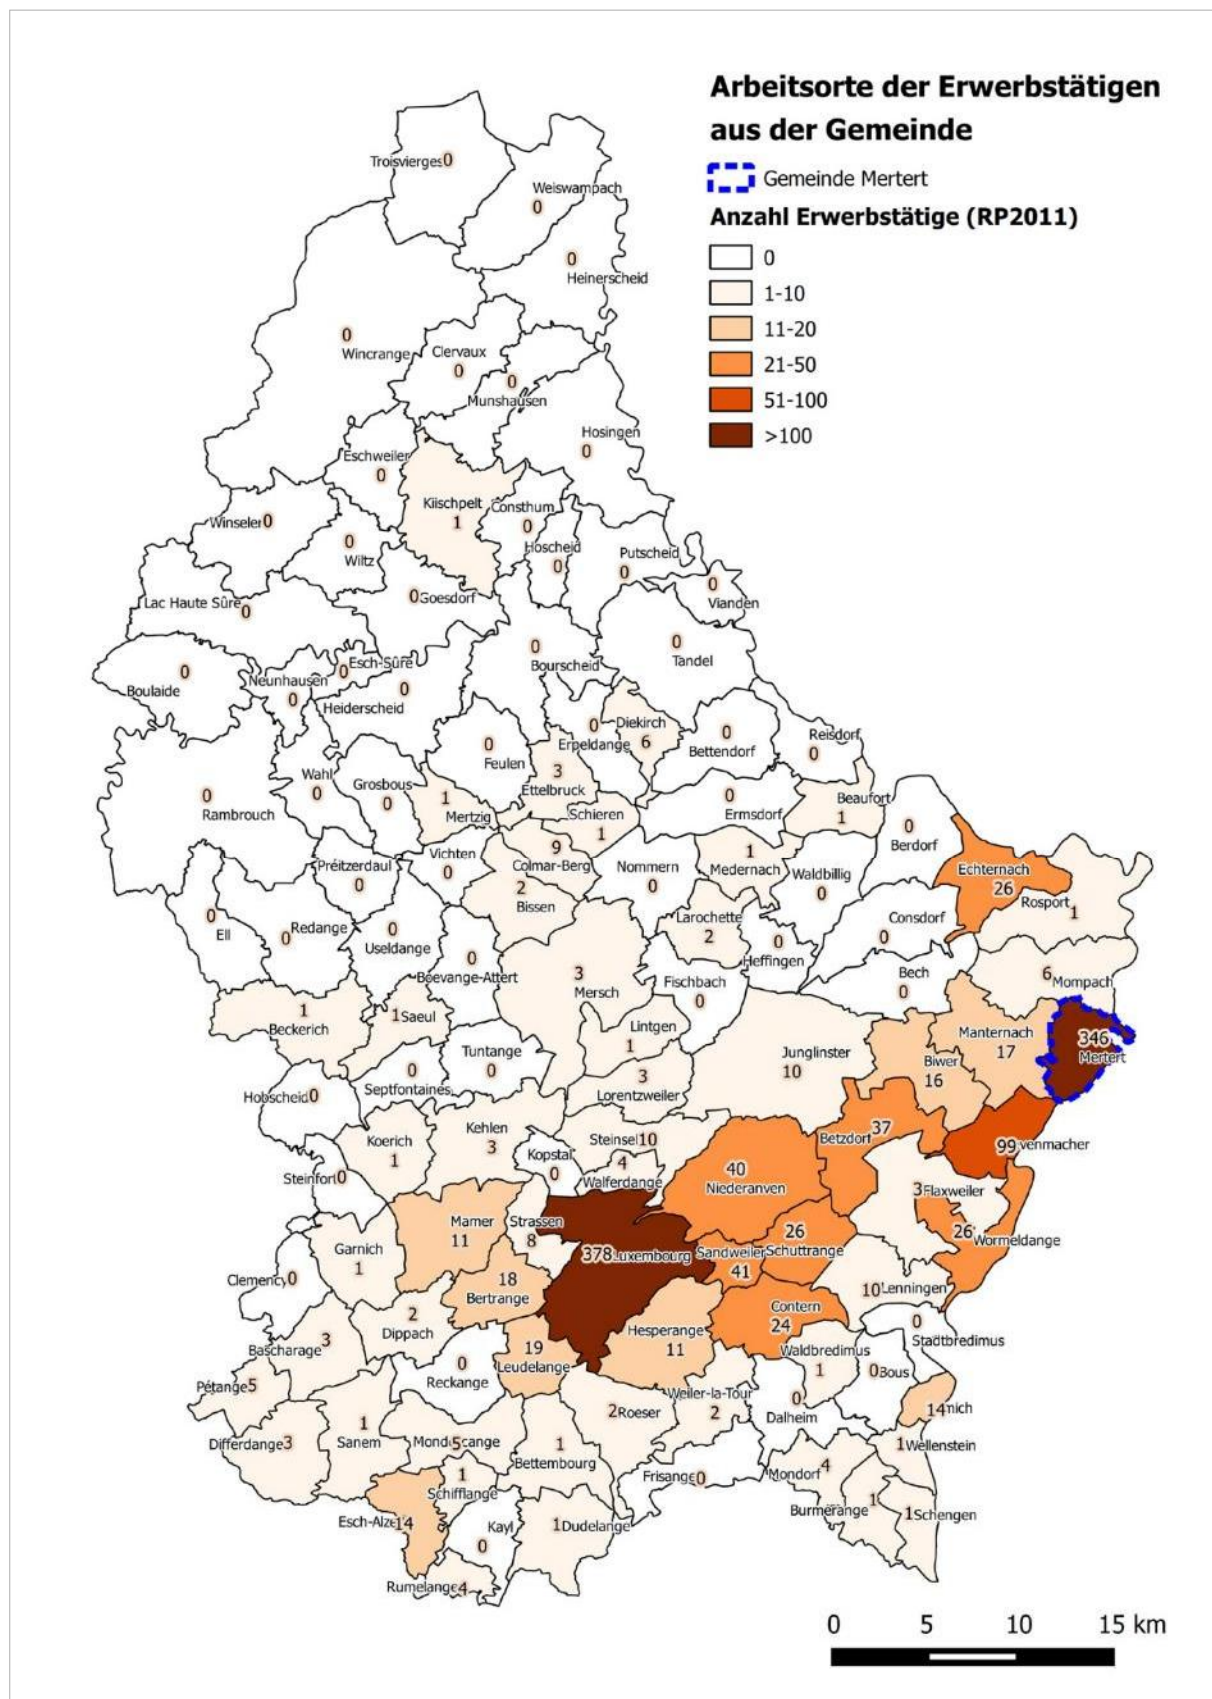 Arbeitsorte der Erwerbstätigen
aus der Gemeinde
Gemeinde Mertert
Anzahl Erwerbstätige (RP2011)
0
1-10
11-20
21-50
51-100
>100
Troisvierges 0
Weiswampach
0
0
Heinerscheid
0
Wincrange
Clervaux
0
0
Munshausen
Hosingen
0
Eschweiler
0
Kiischpelt
1
Consthum
0
Winseler 0
0
Wiltz
Hoscheid
0
Putscheid
0
0
Vianden
Lac Haute Sûre
0
0 Goesdorf
0
Boulaide
Neunhausen
0
0 Esch-Sûre
0
Heiderscheid
0
Bourscheid
0
Tandel
0
Erpeldange
Diekirch
6
0
Bettendorf
Reisdorf
0
0
Feulen
3
Ettelbruck
0
Rambrouch
Wahl
0
Grosbous
0
1
Mertzig
Schieren
1
0
Ermsdorf
Beaufort
1
0
Berdorf
Echternach
26
Rosport 1
Préitzerdaul
0
Vichten
0
9
Colmar-Berg
2
Bissen
Nommern
0
1
Medernach
Waldbillig
0
0
Ell
0 Redange
0
Useldange
0
Boevange-Attert
Larochette
2
0
Heffingen
Consdorf
0
Bech
0
6
Mompach
3
Mersch
Fischbach
0
1
Beckerich
1 Saeul
Lintgen
1
Junglinster
10
Manternach
17
Biwer
16
346
Mertert
Tuntange
0
0
Septfontaines
3
Lorentzweiler
Hobscheid 0
Koerich
1
Kehlen
3
Kopstal
0
Steinsel 10
4
Walferdange
Betzdorf 37
99 venmacher
Steinfort 0
40
Niederanven
3 Flaxweiler
26 Wormeldange
Mamer
11
Strassen
8
378 Luxembourg
Sandweiler
41
26
Schuttrange
Garnich
1
Clemency 0
18
Bertrange
10 Lenningen
2
Dippach
Contern
24
0
Stadtbredimus
Bascharage 3
0
Reckange
19
Leudelange
Hesperange
11
Waldbredimus
1
0 Bous
Pétange 5
Weiler-la-Tour
2
0
Dalheim
14 mich
Differdange 3
1
Sanem
5
1
Bettembourg
2 Roeser
1 Wellenstein
1
Schifflange
Frisange 0
Mondorf 4
Esch-Alze 14
Kayl
0
1 Dudelange
Burmerange 1
1 Schengen
Rumelange 4
0 5 10 15 km